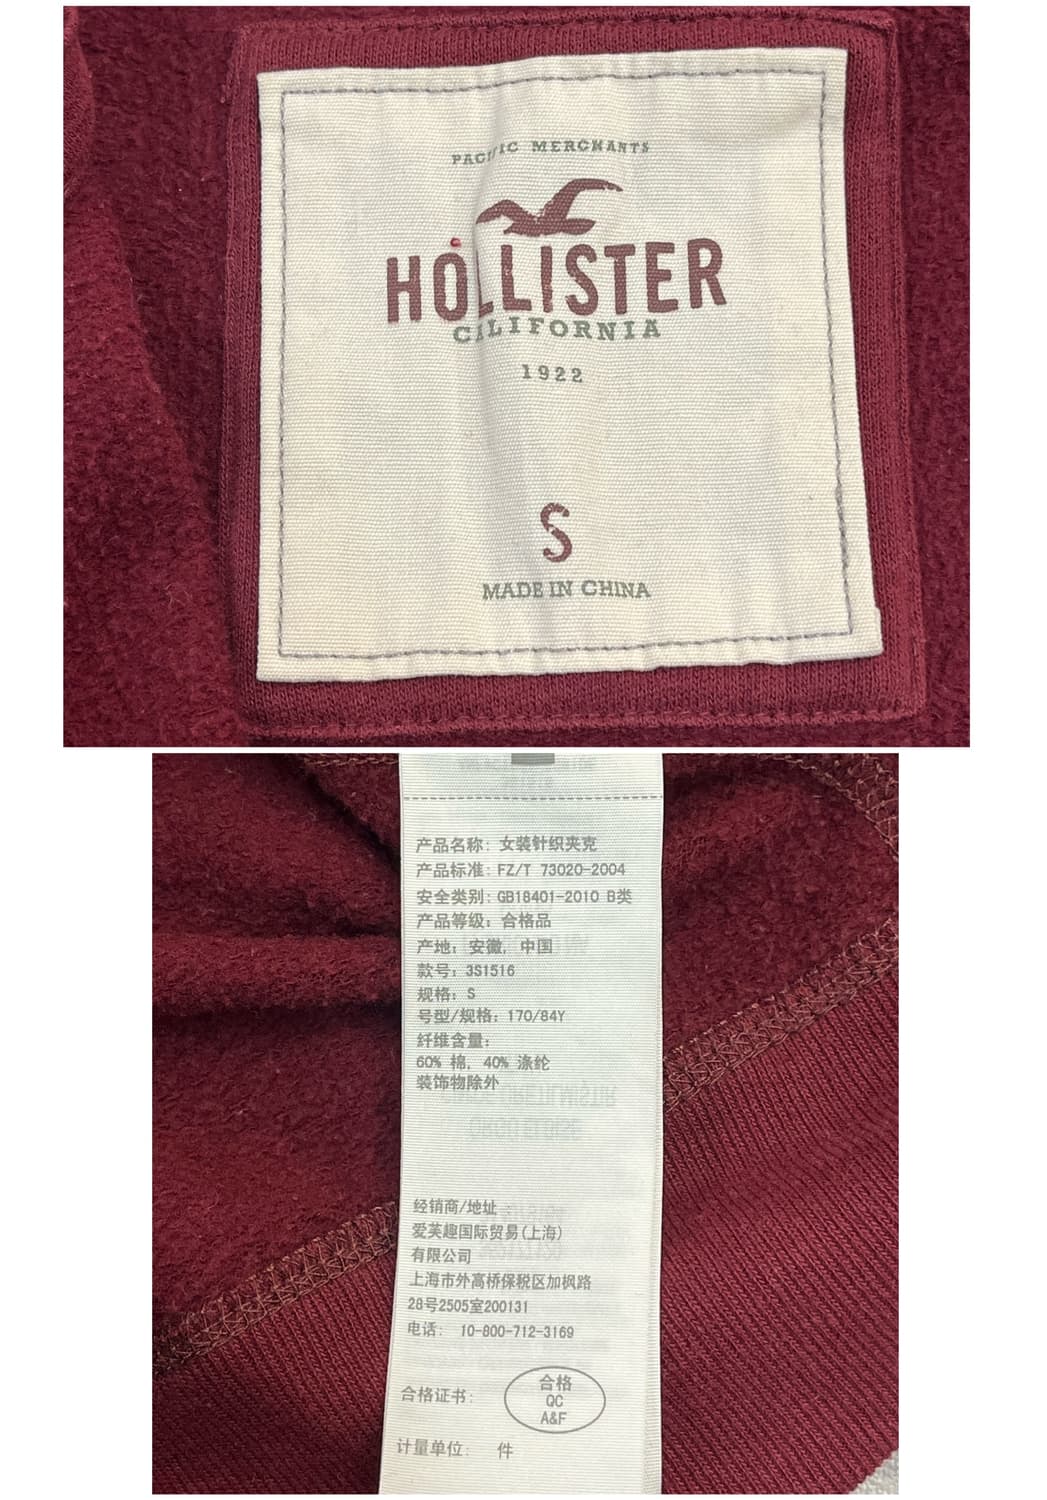 PACIFIC MERCHANTS
HOLLISTER
CALIFORNIA
1922
S
MADE IN CHINA
产品名称: 女装针织夹克
产品标准: FZ/T 73020-2004
安全类别: GB18401-2010 B类
产品等级: 合格品
产地: 安徽, 中国
款号: 3S1516
规格: S
号型/规格: 170/84Y
纤维含量:
60% 棉, 40% 涤纶
装饰物除外
经销商/地址:
爱芙趣国际贸易(上海)
有限公司
上海市外高桥保税区加枫路
28号2505室200131
电话: 10-800-712-3169
合格证书:
合格
QC
A&F
计量单位: 件